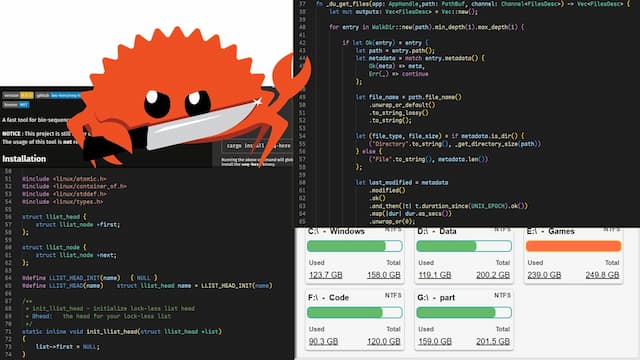 version
github
license MIT
A fast tool for bin-sequence
NOTICE : This project is still
The usage of this tool is not
Installation
cargo install
Running the above command will
install the
50
51 #include <linux/atomic.h>
52 #include <linux/container_of.h>
53 #include <linux/stddef.h>
54 #include <linux/types.h>
55
56 struct llist_head {
57 struct llist_node *first;
58 };
59
60 struct llist_node {
61 struct llist_node *next;
62 };
63
64 #define LLIST_HEAD_INIT(name) { NULL }
65 #define LLIST_HEAD(name) struct llist_head name = LLIST_HEAD_INIT(name)
66
67 /**
68 * init_llist_head - initialize lock-less list head
69 * @head: the head for your lock-less list
70 */
71 static inline void init_llist_head(struct llist_head *list)
72 {
73 list->first = NULL;
74 }
37 fn _du_get_files(app: AppHandle,path: PathBuf, channel: Channel<FilesDesc>) -> Vec<FilesDesc> {
38 let mut outputs: Vec<FilesDesc> = Vec::new();
39
40 for entry in WalkDir::new(path).min_depth(1).max_depth(1) {
41
42 if let Ok(entry) = entry {
43 let path = entry.path();
44 let metadata = match entry.metadata() {
45 Ok(meta) => meta,
46 Err(_) => continue
47 };
48
49 let file_name = path.file_name()
50 .unwrap_or_default()
51 .to_string_lossy()
52 .to_string();
53
54 let (file_type, file_size) = if metadata.is_dir() {
55 ("Directory".to_string(), _get_directory_size(path))
56 } else {
57 ("File".to_string(), metadata.len())
58 };
59
60 let last_modified = metadata
61 .modified()
62 .ok()
63 .and_then(|t| t.duration_since(UNIX_EPOCH).ok())
64 .map(|dur| dur.as_secs())
65 .unwrap_or(0);
C:\ - Windows NTFS
Used Total
123.7 GB 158.0 GB
D:\ - Data NTFS
Used Total
119.1 GB 200.2 GB
E:\ - Games NTFS
Used Total
239.0 GB 249.8 GB
F:\ - Code NTFS
Used Total
90.3 GB 120.0 GB
G:\ - part NTFS
Used Total
159.0 GB 201.5 GB